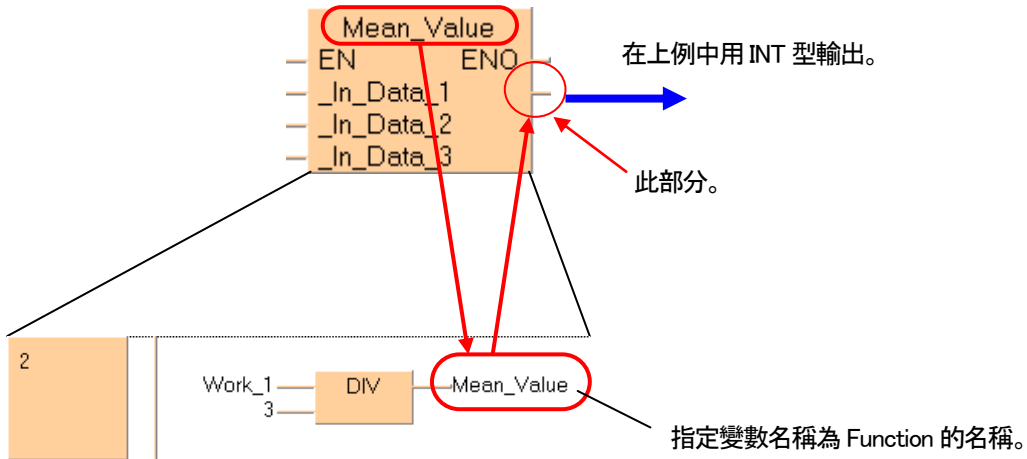 Mean_Value
EN ENO
_In_Data_1
_In_Data_2
_In_Data_3
在上例中用 INT 型輸出。
此部分。
2
Work_1
3
DIV
Mean_Value
指定變數名稱為 Function 的名稱。